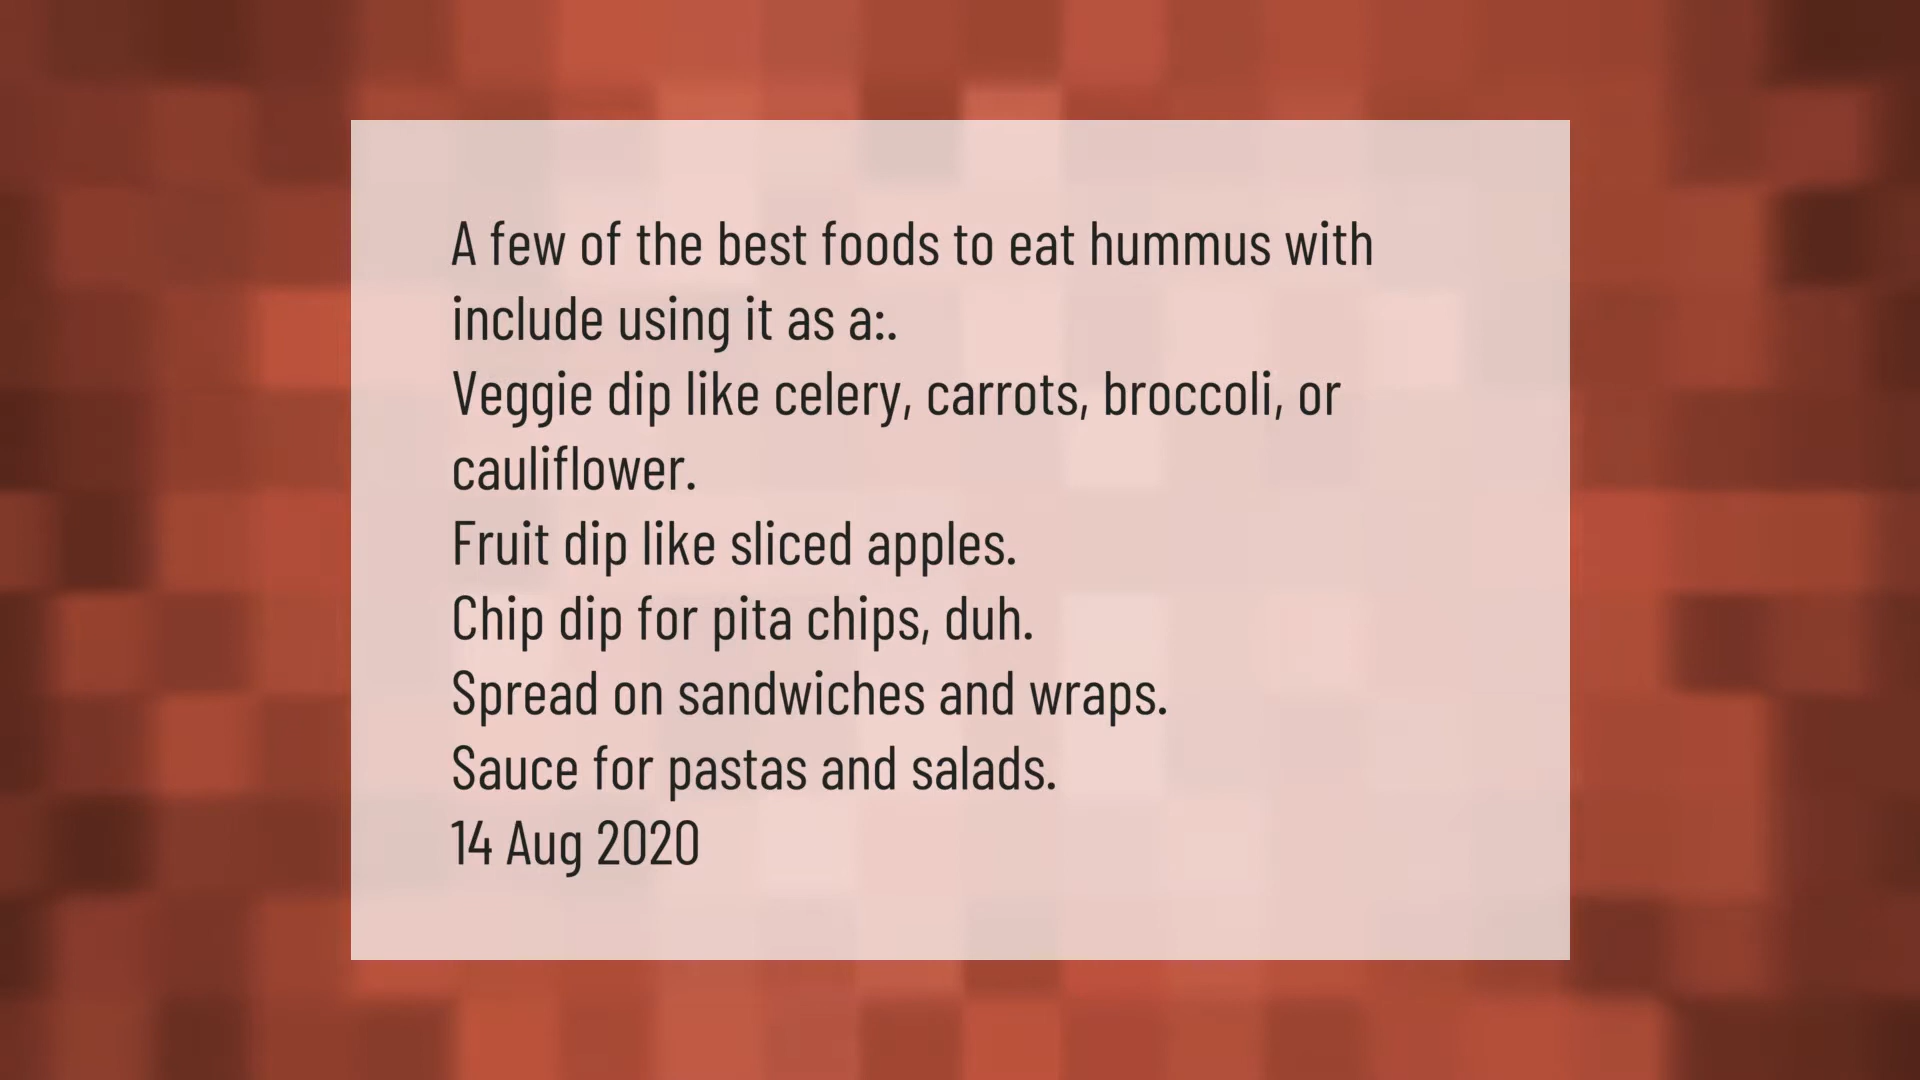 A few of the best foods to eat hummus with
include using it as a:.
Veggie dip like celery, carrots, broccoli, or
cauliflower.
Fruit dip like sliced apples.
Chip dip for pita chips, duh.
Spread on sandwiches and wraps.
Sauce for pastas and salads.
14 Aug 2020